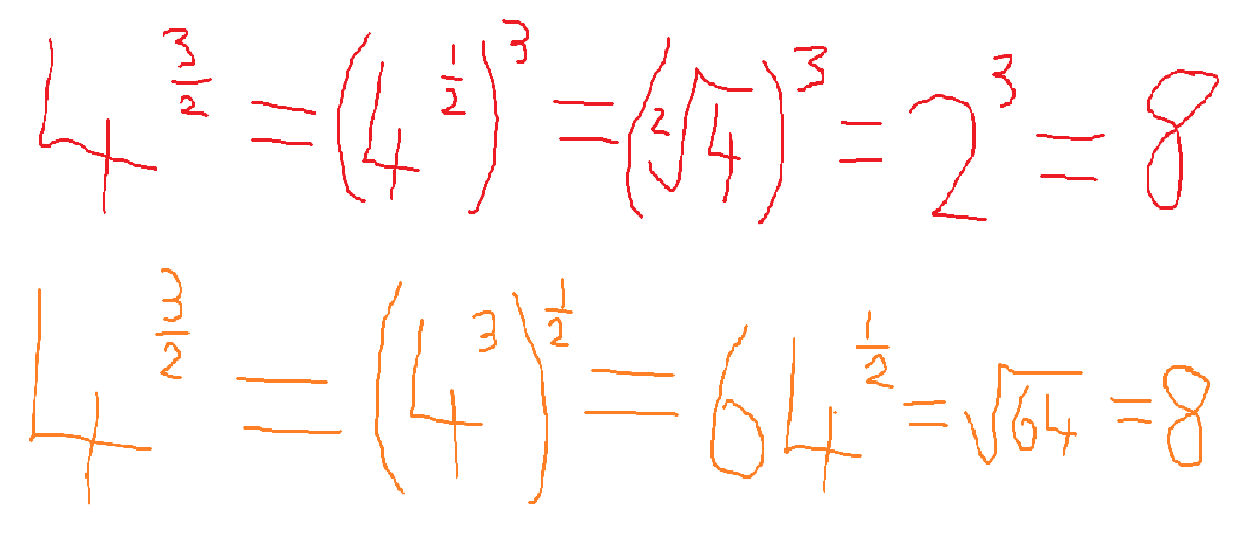 4^(3/2) = (4^(1/2))^3 = (²√4)^3 = 2^3 = 8
4^(3/2) = (4^3)^(1/2) = 64^(1/2) = √64 = 8